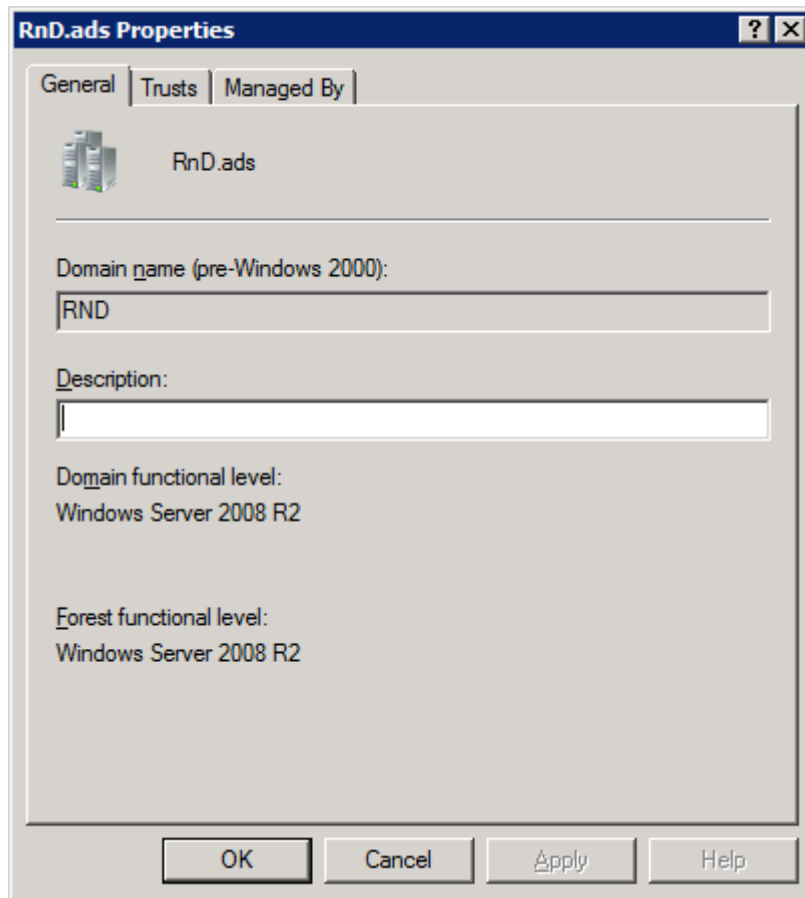 RnD.ads Properties
General Trusts Managed By
RnD.ads
Domain name (pre-Windows 2000):
RND
Description:
Domain functional level:
Windows Server 2008 R2
Forest functional level:
Windows Server 2008 R2
OK Cancel Apply Help